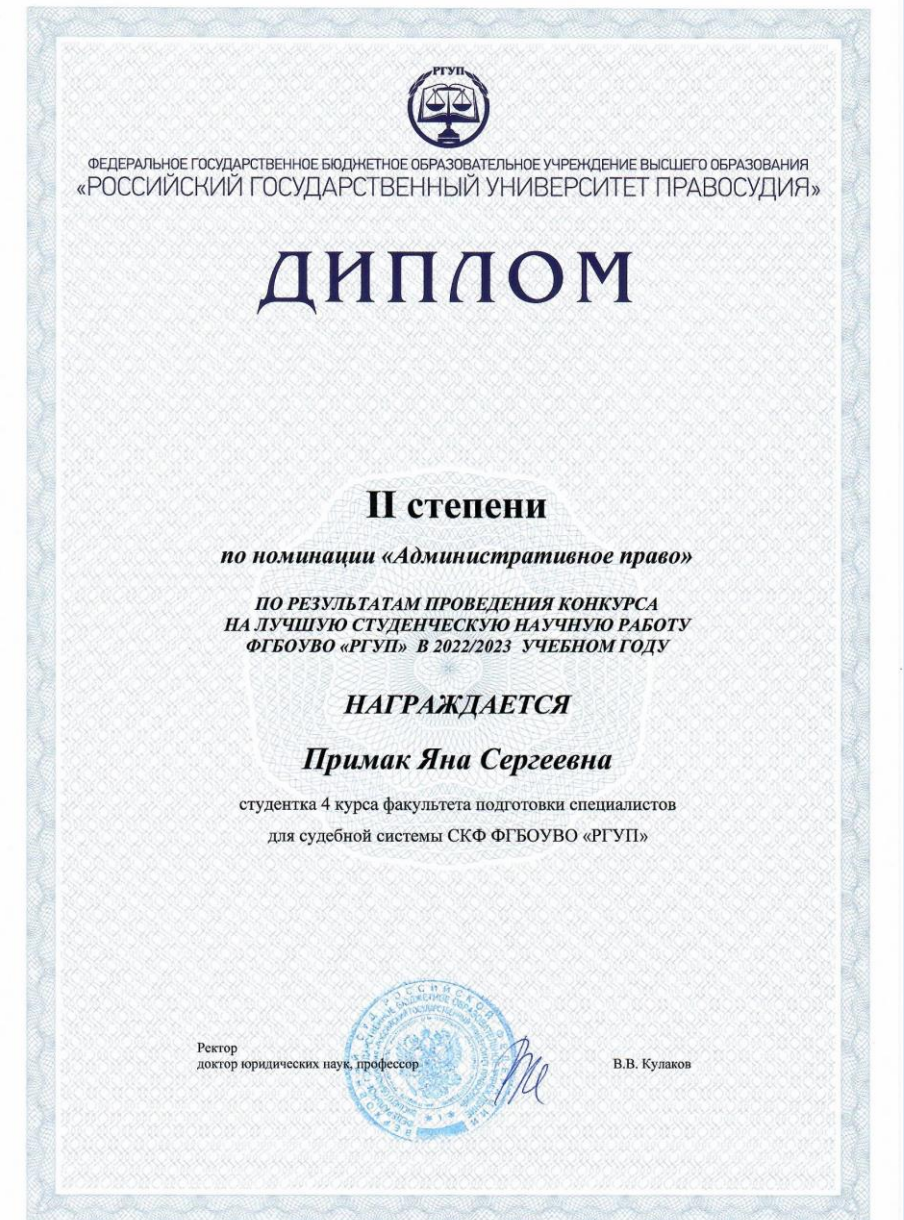 РГУП
ФЕДЕРАЛЬНОЕ ГОСУДАРСТВЕННОЕ БЮДЖЕТНОЕ ОБРАЗОВАТЕЛЬНОЕ УЧРЕЖДЕНИЕ ВЫСШЕГО ОБРАЗОВАНИЯ
«РОССИЙСКИЙ ГОСУДАРСТВЕННЫЙ УНИВЕРСИТЕТ ПРАВОСУДИЯ»
ДИПЛОМ
II степени
по номинации «Административное право»
ПО РЕЗУЛЬТАТАМ ПРОВЕДЕНИЯ КОНКУРСА
НА ЛУЧШУЮ СТУДЕНЧЕСКУЮ НАУЧНУЮ РАБОТУ
ФГБОУВО «РГУП» В 2022/2023 УЧЕБНОМ ГОДУ
НАГРАЖДАЕТСЯ
Примак Яна Сергеевна
студентка 4 курса факультета подготовки специалистов
для судебной системы СКФ ФГБОУВО «РГУП»
Ректор
доктор юридических наук, профессор
В.В. Кулаков